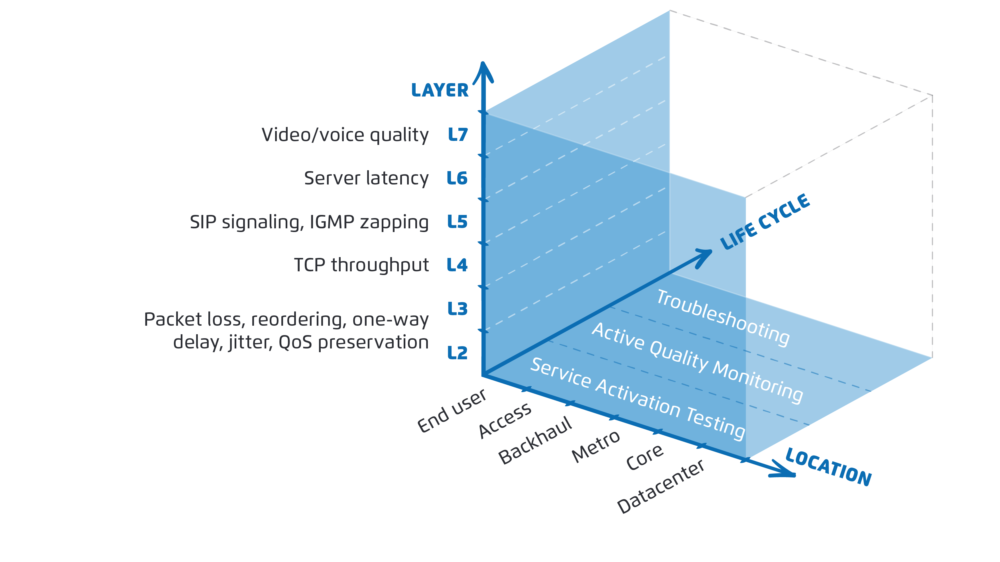 LAYER
Video/voice quality L7
Server latency L6
SIP signaling, IGMP zapping L5
TCP throughput L4
L3
Packet loss, reordering, one-way
delay, jitter, QoS preservation
L2
LIFE CYCLE
Troubleshooting
Active Quality Monitoring
Service Activation Testing
End user
Access
Backhaul
Metro
Core
Datacenter
LOCATION